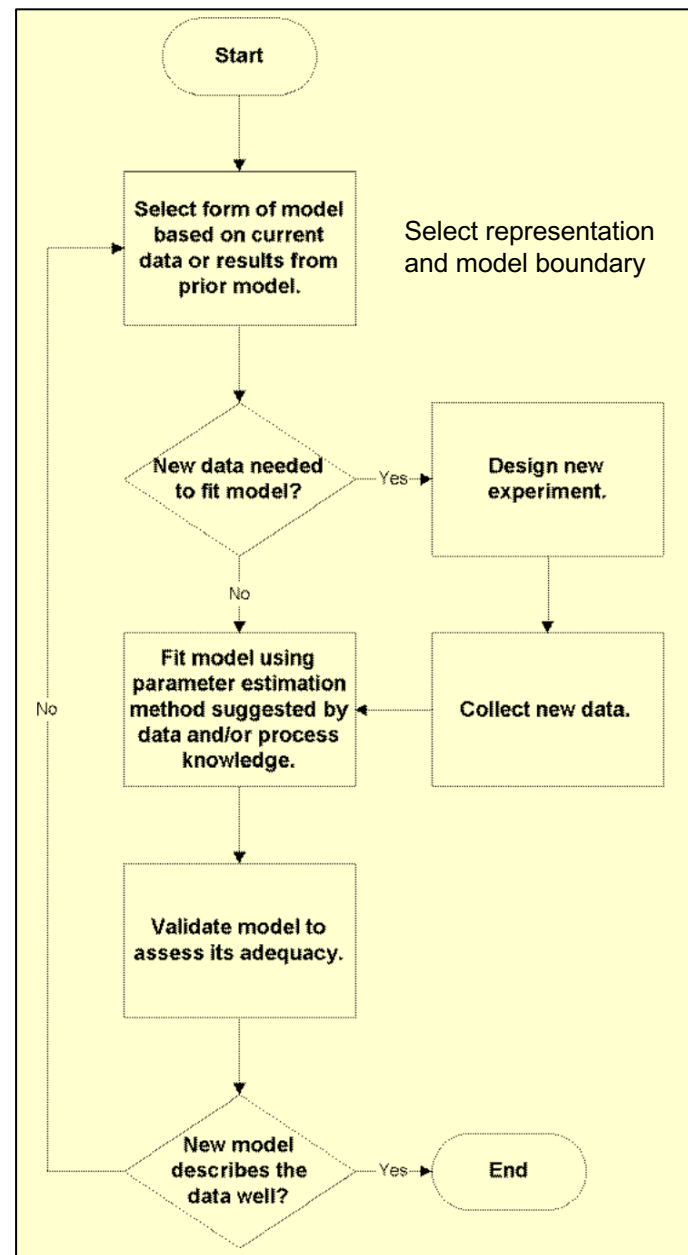 Start
Select form of model
based on current
data or results from
prior model.
Select representation
and model boundary
New data needed
to fit model?
Yes
Design new
experiment.
No
Fit model using
parameter estimation
method suggested by
data and/or process
knowledge.
Collect new data.
No
Validate model to
assess its adequacy.
New model
describes the
data well?
Yes
End